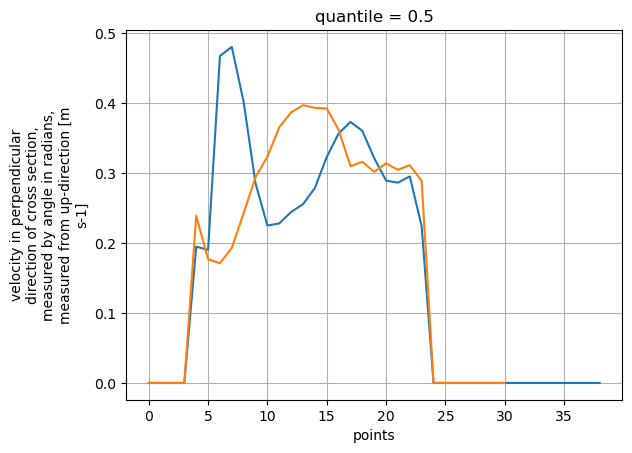 quantile = 0.5
velocity in perpendicular
direction of cross section,
measured by angle in radians,
measured from up-direction [m
s-1]
0.5
0.4
0.3
0.2
0.1
0.0
0 5 10 15 20 25 30 35
points